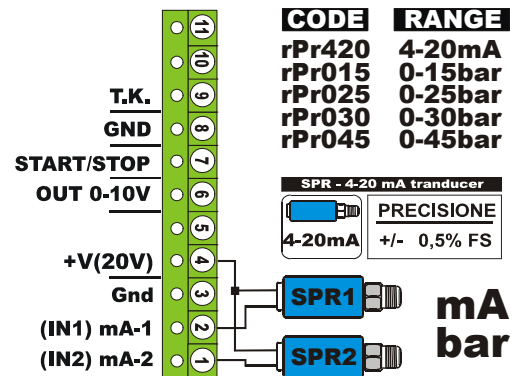 CODE RANGE
rPr420 4-20mA
rPr015 0-15bar
rPr025 0-25bar
rPr030 0-30bar
rPr045 0-45bar
SPR - 4-20 mA tranducer
4-20mA
PRECISIONE
+/- 0,5% FS
11
10
T.K. 9
GND 8
START/STOP 7
OUT 0-10V 6
5
+V(20V) 4
Gnd 3
(IN1) mA-1 2
(IN2) mA-2 1
SPR1
SPR2
mA
bar